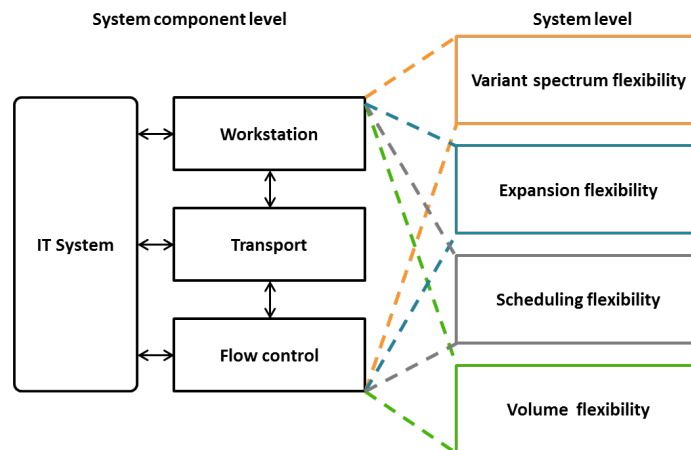 System component level
System level
Variant spectrum flexibility
Workstation
Expansion flexibility
IT System
Transport
Scheduling flexibility
Flow control
Volume flexibility